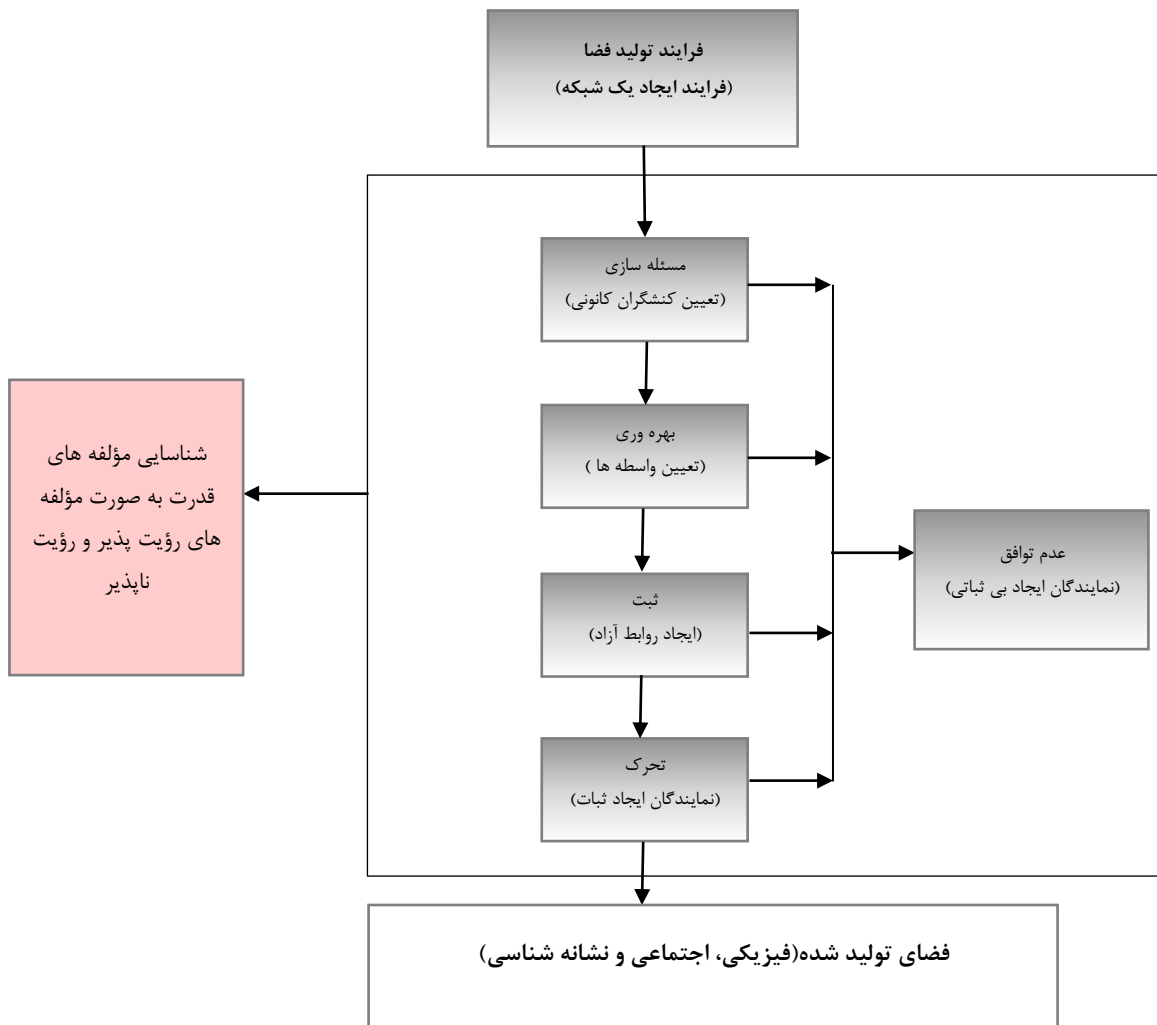 فرایند تولید فضا
(فرایند ایجاد یک شبکه)
مسئله سازی
(تعیین کنشگران کانونی)
بهره وری
(تعیین واسطه ها )
ثبت
(ایجاد روابط آزاد)
تحرک
(نمایندگان ایجاد ثبات)
عدم توافق
(نمایندگان ایجاد بی ثباتی)
شناسایی مؤلفه های
قدرت به صورت مؤلفه
های رؤیت پذیر و رؤیت
ناپذیر
فضای تولید شده(فیزیکی، اجتماعی و نشانه شناسی)